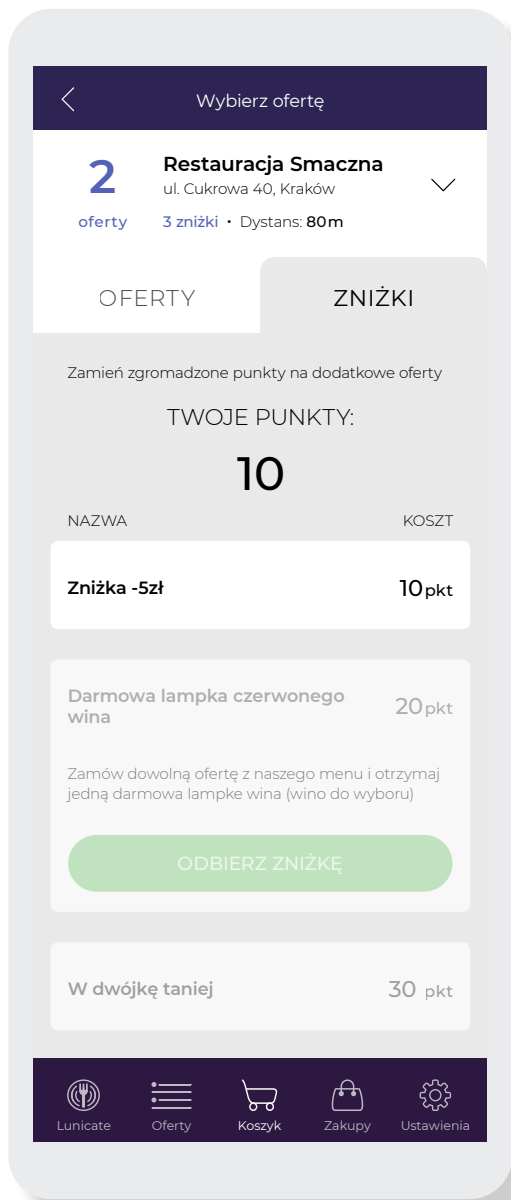 Wybierz ofertę
2
oferty
Restauracja Smaczna
ul. Cukrowa 40, Kraków
3 zniżki • Dystans: 80m
OFERTY
ZNIŻKI
Zamień zgromadzone punkty na dodatkowe oferty
TWOJE PUNKTY:
10
NAZWA KOSZT
Zniżka -5zł 10pkt
Darmowa lampka czerwonego
wina
20pkt
Zamów dowolną ofertę z naszego menu i otrzymaj
jedną darmowa lampke wina (wino do wyboru)
ODBIERZ ZNIŻKĘ
W dwójkę taniej 30 pkt
Lunicate Oferty Koszyk Zakupy Ustawienia